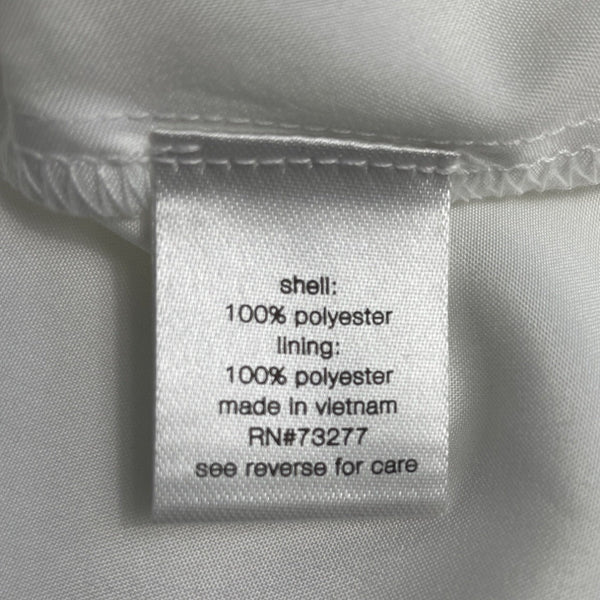 shell:
100% polyester
lining:
100% polyester
made in vietnam
RN#73277
see reverse for care